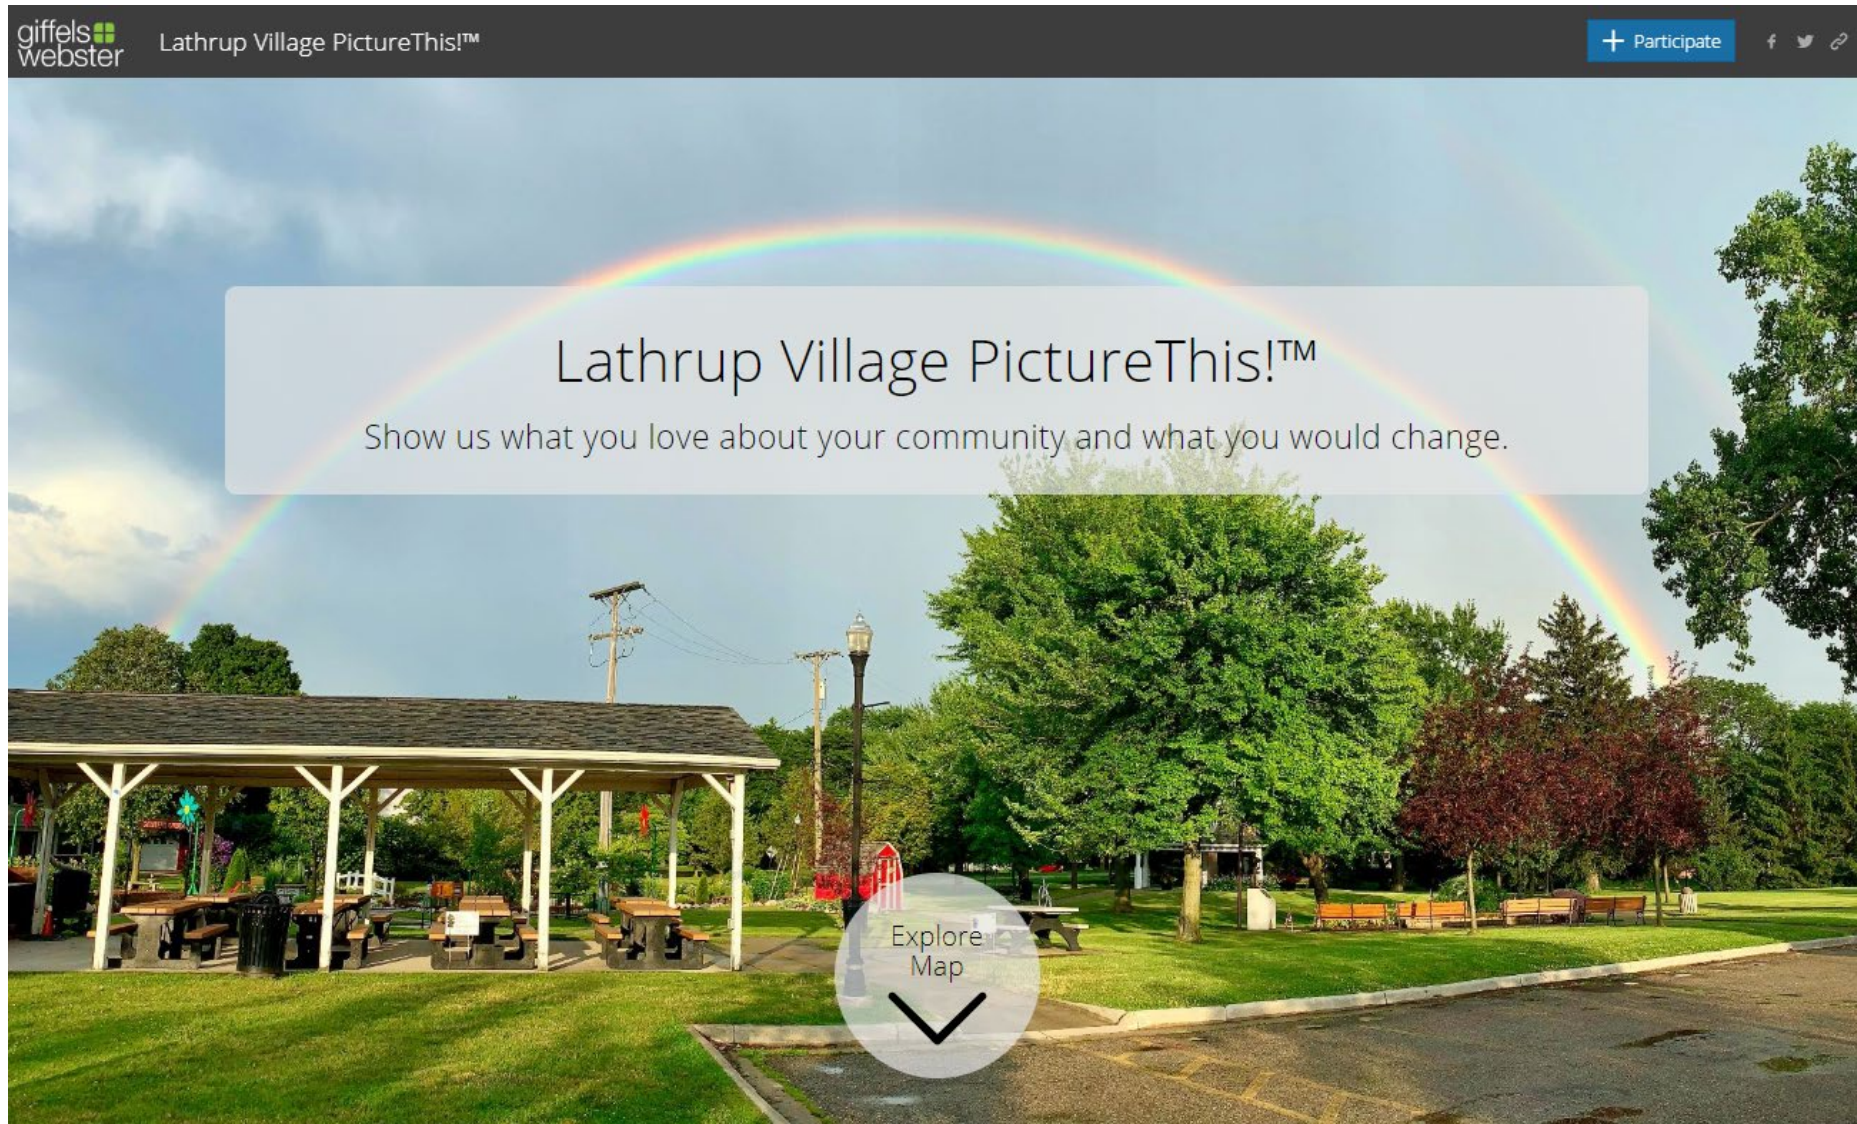 giffels
webster
Lathrup Village PictureThis!™
Participate
Lathrup Village PictureThis!™
Show us what you love about your community and what you would change.
Explore
Map